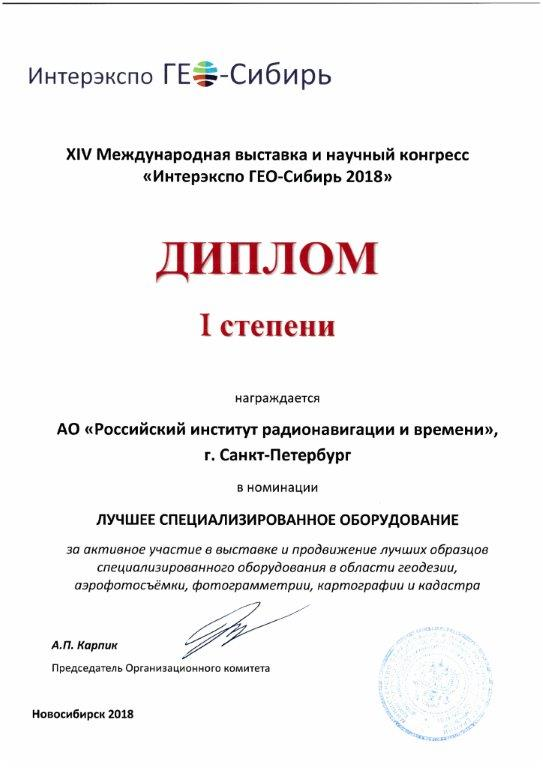 Интерэкспо ГЕО-Сибирь
XIV Международная выставка и научный конгресс
«Интерэкспо ГЕО-Сибирь 2018»
ДИПЛОМ
I степени
награждается
АО «Российский институт радионавигации и времени»,
г. Санкт-Петербург
в номинации
ЛУЧШЕЕ СПЕЦИАЛИЗИРОВАННОЕ ОБОРУДОВАНИЕ
за активное участие в выставке и продвижение лучших образцов
специализированного оборудования в области геодезии,
аэрофотосъёмки, фотограмметрии, картографии и кадастра
А.П. Карпик
Председатель Организационного комитета
Новосибирск 2018